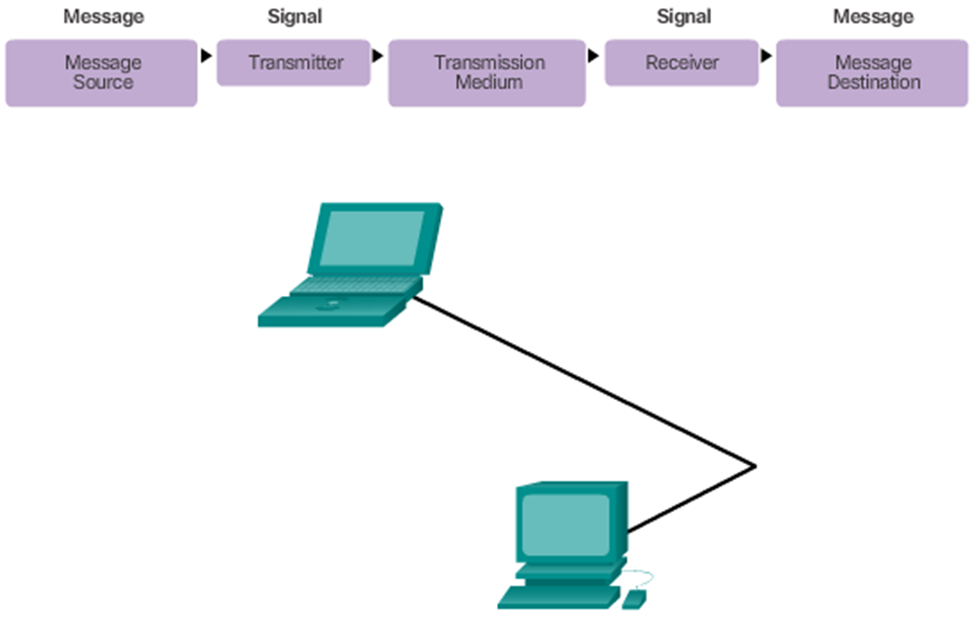 Message
Signal
Signal
Message
Message
Source
Transmitter
Transmission
Medium
Receiver
Message
Destination